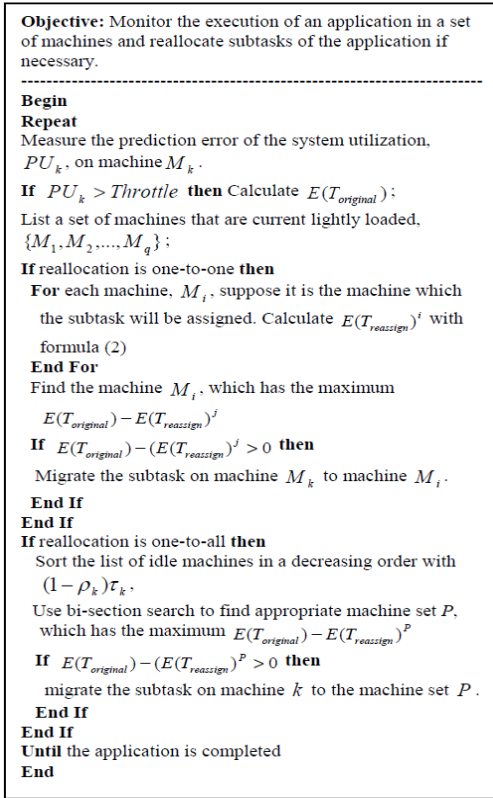 Objective: Monitor the execution of an application in a set
of machines and reallocate subtasks of the application if
necessary.
--------------------------------------------------------------------
Begin
Repeat
Measure the prediction error of the system utilization,
PU_k, on machine M_k.
If PU_k > Throttle then Calculate E(T_original);
List a set of machines that are current lightly loaded,
{M_1, M_2, ..., M_q};
If reallocation is one-to-one then
For each machine, M_i, suppose it is the machine which
the subtask will be assigned. Calculate E(T_reassign)^i with
formula (2)
End For
Find the machine M_i, which has the maximum
E(T_original) − E(T_reassign)^j
If E(T_original) − (E(T_reassign)^j > 0 then
Migrate the subtask on machine M_k to machine M_i.
End If
End If
If reallocation is one-to-all then
Sort the list of idle machines in a decreasing order with
(1 − ρ_k)τ_k,
Use bi-section search to find appropriate machine set P,
which has the maximum E(T_original) − E(T_reassign)^P
If E(T_original) − (E(T_reassign)^P > 0 then
migrate the subtask on machine k to the machine set P.
End If
End If
Until the application is completed
End